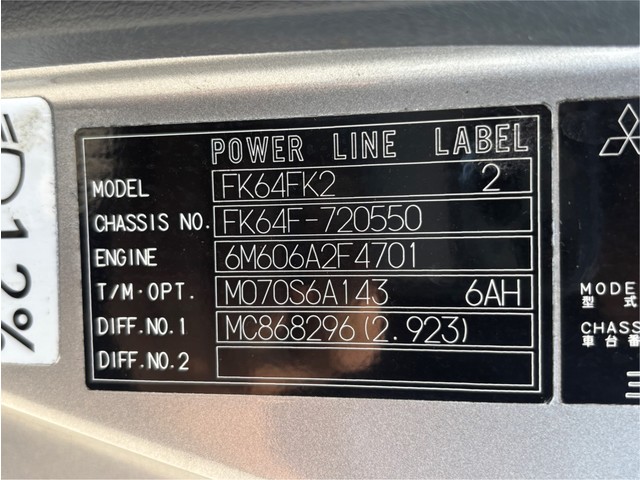 POWER LINE LABEL
MODEL FK64FK2 2
CHASSIS NO. FK64F-720550
ENGINE 6M606A2F4701
T/M·OPT. M070S6A143 6AH
DIFF.NO.1 MC868296(2.923)
DIFF.NO.2
D12%
MODE
型式
CHASS
車台番